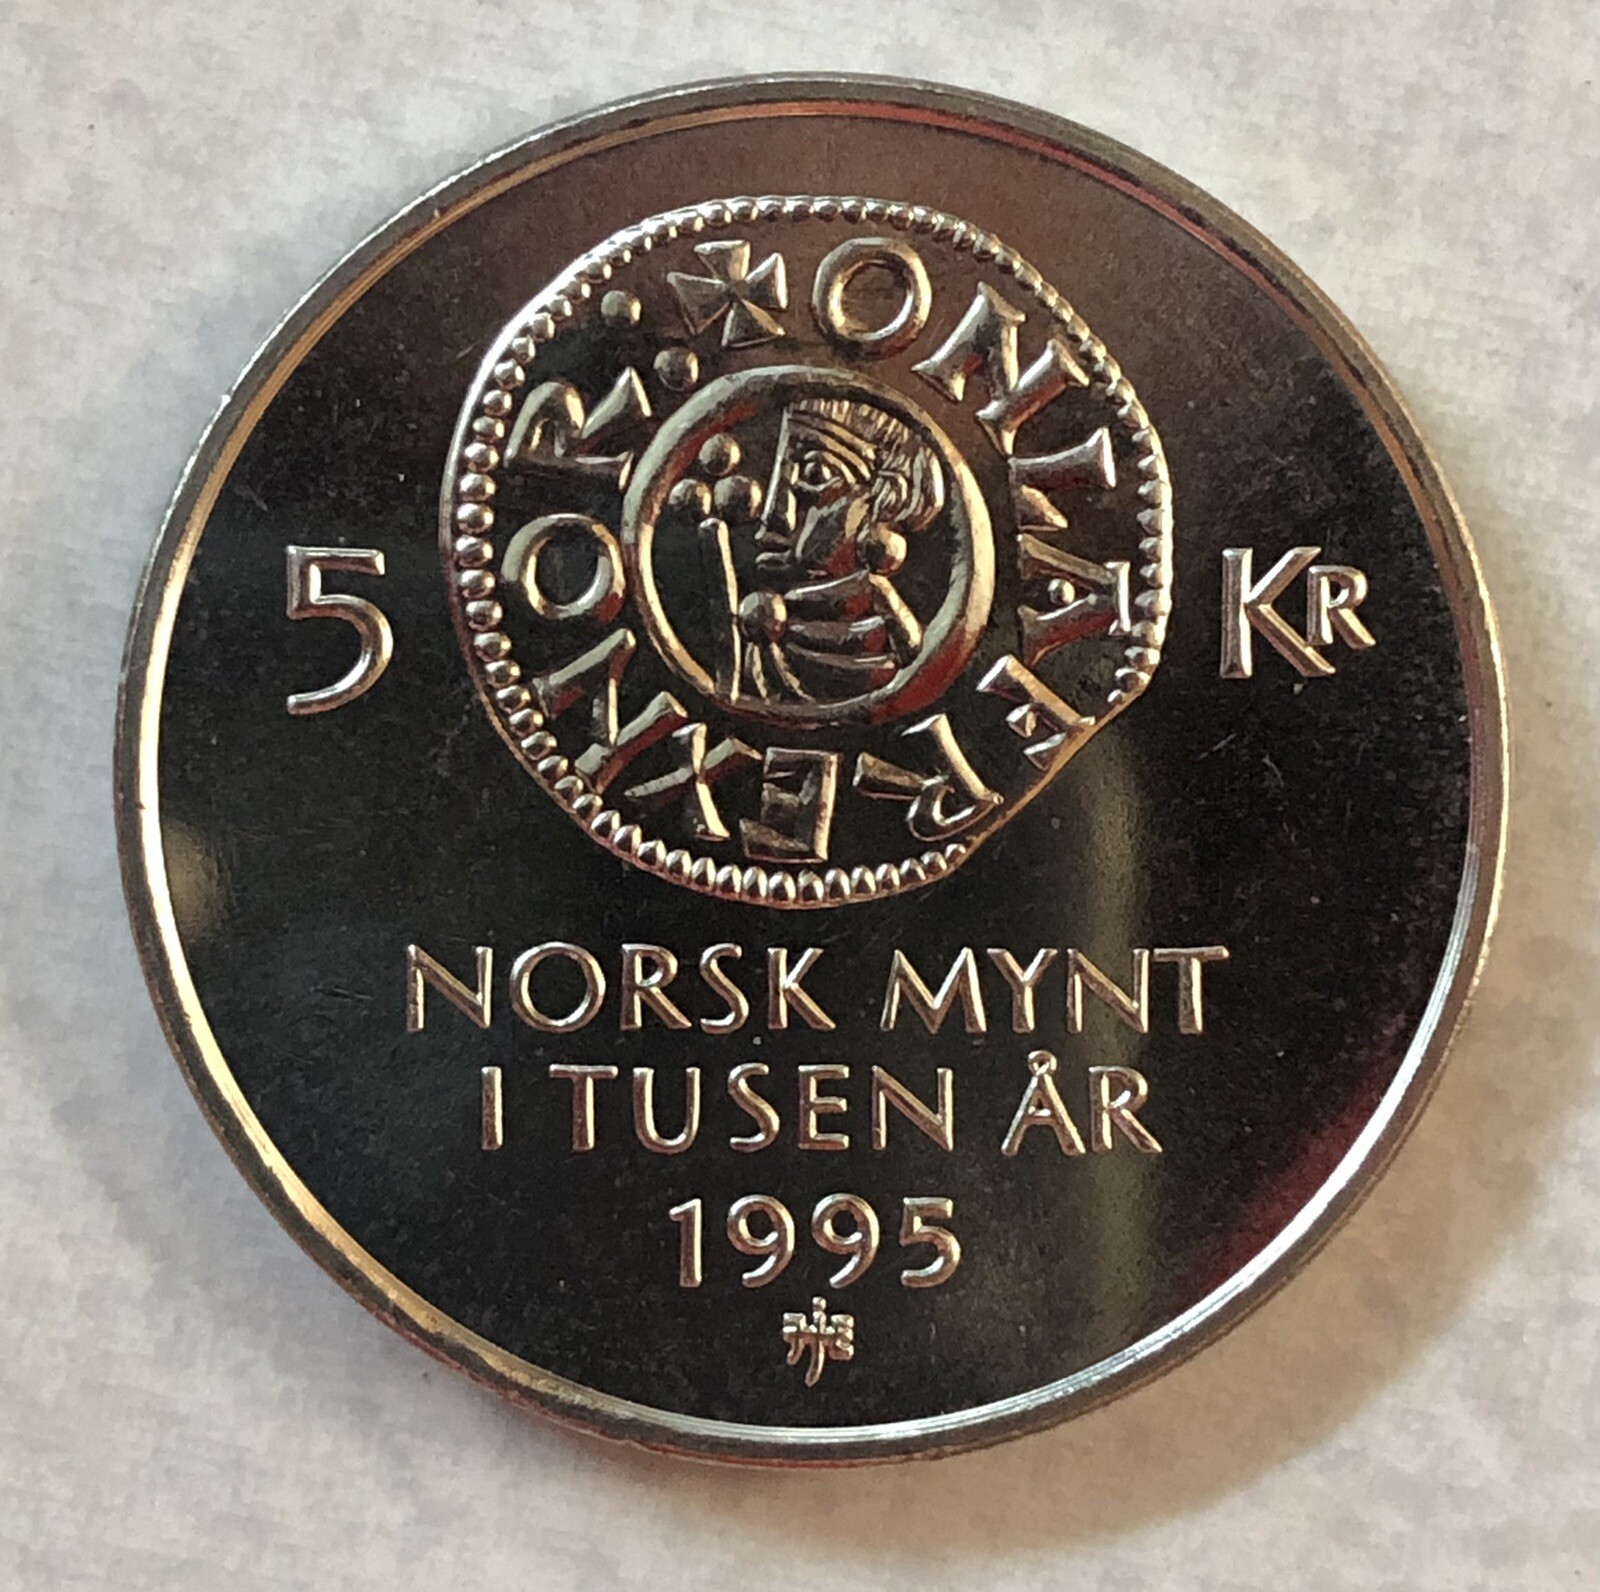 ONLAFREXNOR
5 KR
NORSK MYNT
I TUSEN ÅR
1995